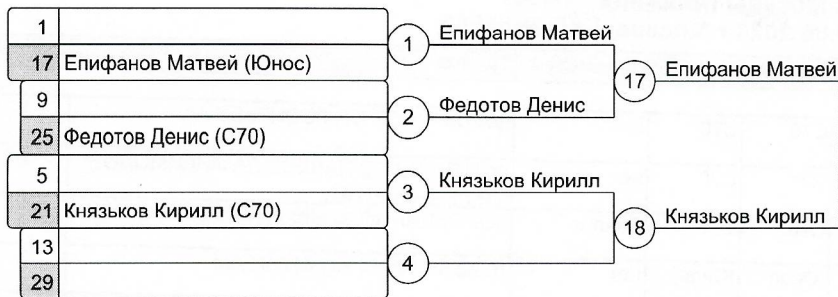 1
17 Епифанов Матвей (Юнос)
9
25 Федотов Денис (С70)
5
21 Князьков Кирилл (С70)
13
29
1 Епифанов Матвей
2 Федотов Денис
3 Князьков Кирилл
4
17 Епифанов Матвей
18 Князьков Кирилл